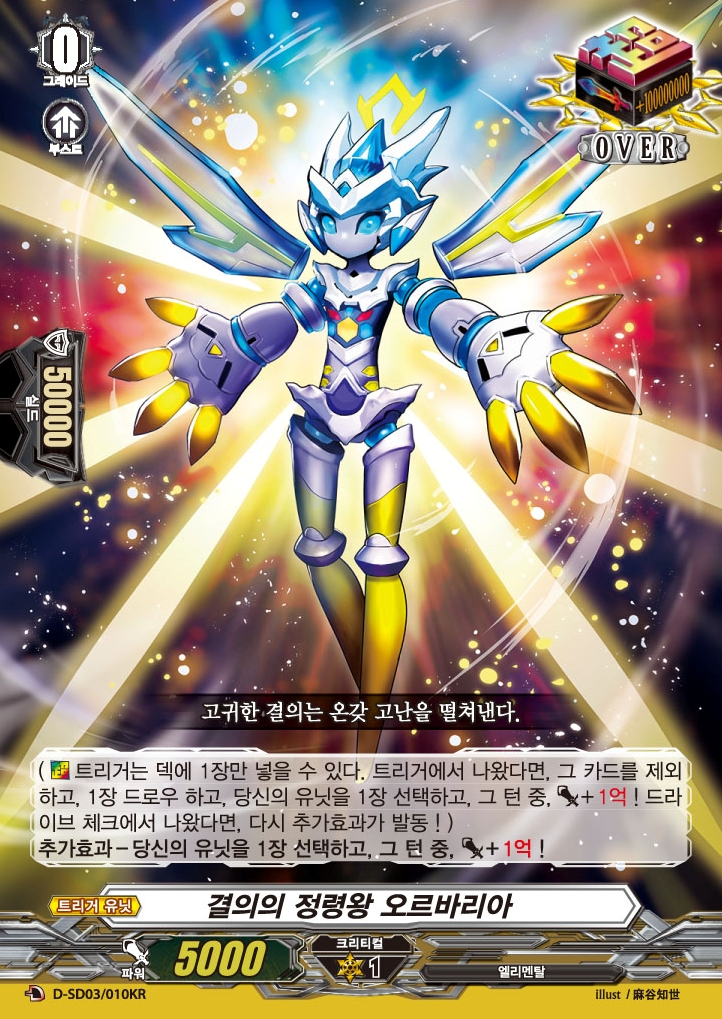 0
그레이드
부스트
超
+100000000
OVER
50000
실드
고귀한 결의는 온갖 고난을 떨쳐낸다.
( 超 트리거는 덱에 1장만 넣을 수 있다. 트리거에서 나왔다면, 그 카드를 제외
하고, 1장 드로우 하고, 당신의 유닛을 1장 선택하고, 그 턴 중, +1억 ! 드라
이브 체크에서 나왔다면, 다시 추가효과가 발동 ! )
추가효과–당신의 유닛을 1장 선택하고, 그 턴 중, +1억 !
트리거 유닛
결의의 정령왕 오르바리아
파워
5000
크리티컬
1
엘리멘탈
D-SD03/010KR
illust / 麻谷知世